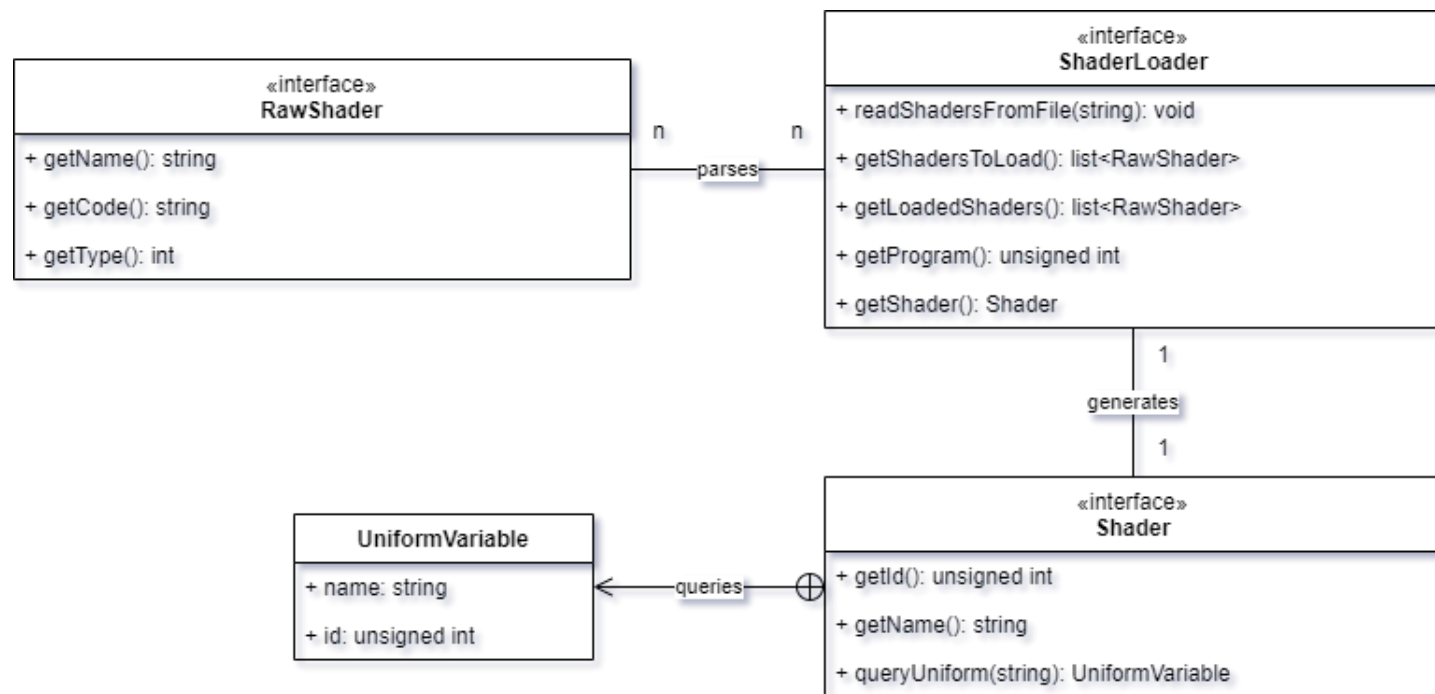 «interface»
RawShader
+ getName(): string
+ getCode(): string
+ getType(): int
n
n
parses
«interface»
ShaderLoader
+ readShadersFromFile(string): void
+ getShadersToLoad(): list<RawShader>
+ getLoadedShaders(): list<RawShader>
+ getProgram(): unsigned int
+ getShader(): Shader
1
generates
1
UniformVariable
+ name: string
+ id: unsigned int
queries
«interface»
Shader
+ getId(): unsigned int
+ getName(): string
+ queryUniform(string): UniformVariable